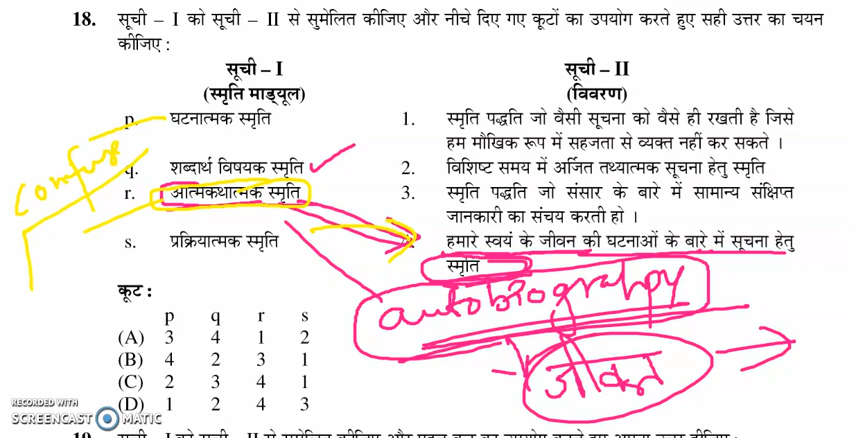 18. सूची – I को सूची – II से सुमेलित कीजिए और नीचे दिए गए कूटों का उपयोग करते हुए सही उत्तर का चयन
कीजिए :
सूची – I सूची – II
(स्मृति माड्यूल) (विवरण)
p. घटनात्मक स्मृति 1. स्मृति पद्धति जो वैसी सूचना को वैसे ही रखती है जिसे
हम मौखिक रूप में सहजता से व्यक्त नहीं कर सकते ।
q. शब्दार्थ विषयक स्मृति 2. विशिष्ट समय में अर्जित तथ्यात्मक सूचना हेतु स्मृति
r. आत्मकथात्मक स्मृति 3. स्मृति पद्धति जो संसार के बारे में सामान्य संक्षिप्त
जानकारी का संचय करती हो ।
s. प्रक्रियात्मक स्मृति 4. हमारे स्वयं के जीवन की घटनाओं के बारे में सूचना हेतु
स्मृति
confuse
autobiography
जीवन
कूट :
p q r s
(A) 3 4 1 2
(B) 4 2 3 1
(C) 2 3 4 1
(D) 1 2 4 3
RECORDED WITH
SCREENCAST MATIC